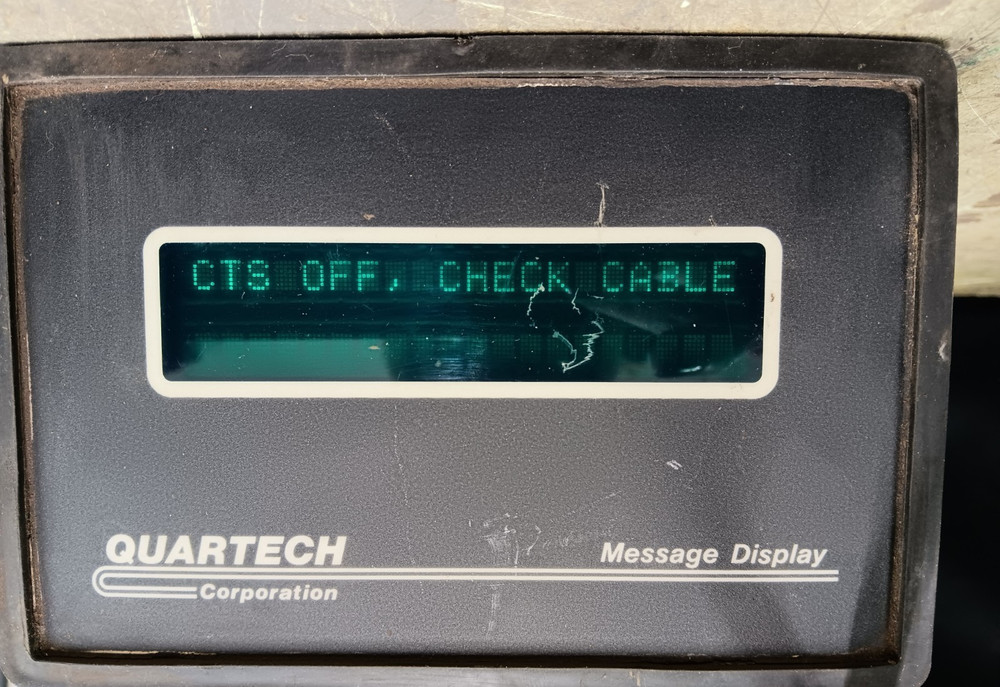 CTS OFF, CHECK CABLE
QUARTECH
Corporation
Message Display